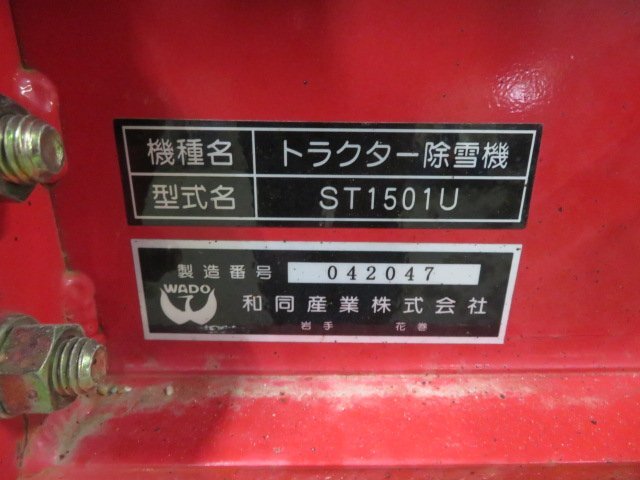 機種名 トラクター除雪機
型式名 ST1501U
製造番号 042047
WADO 和同産業株式会社
岩手 花巻